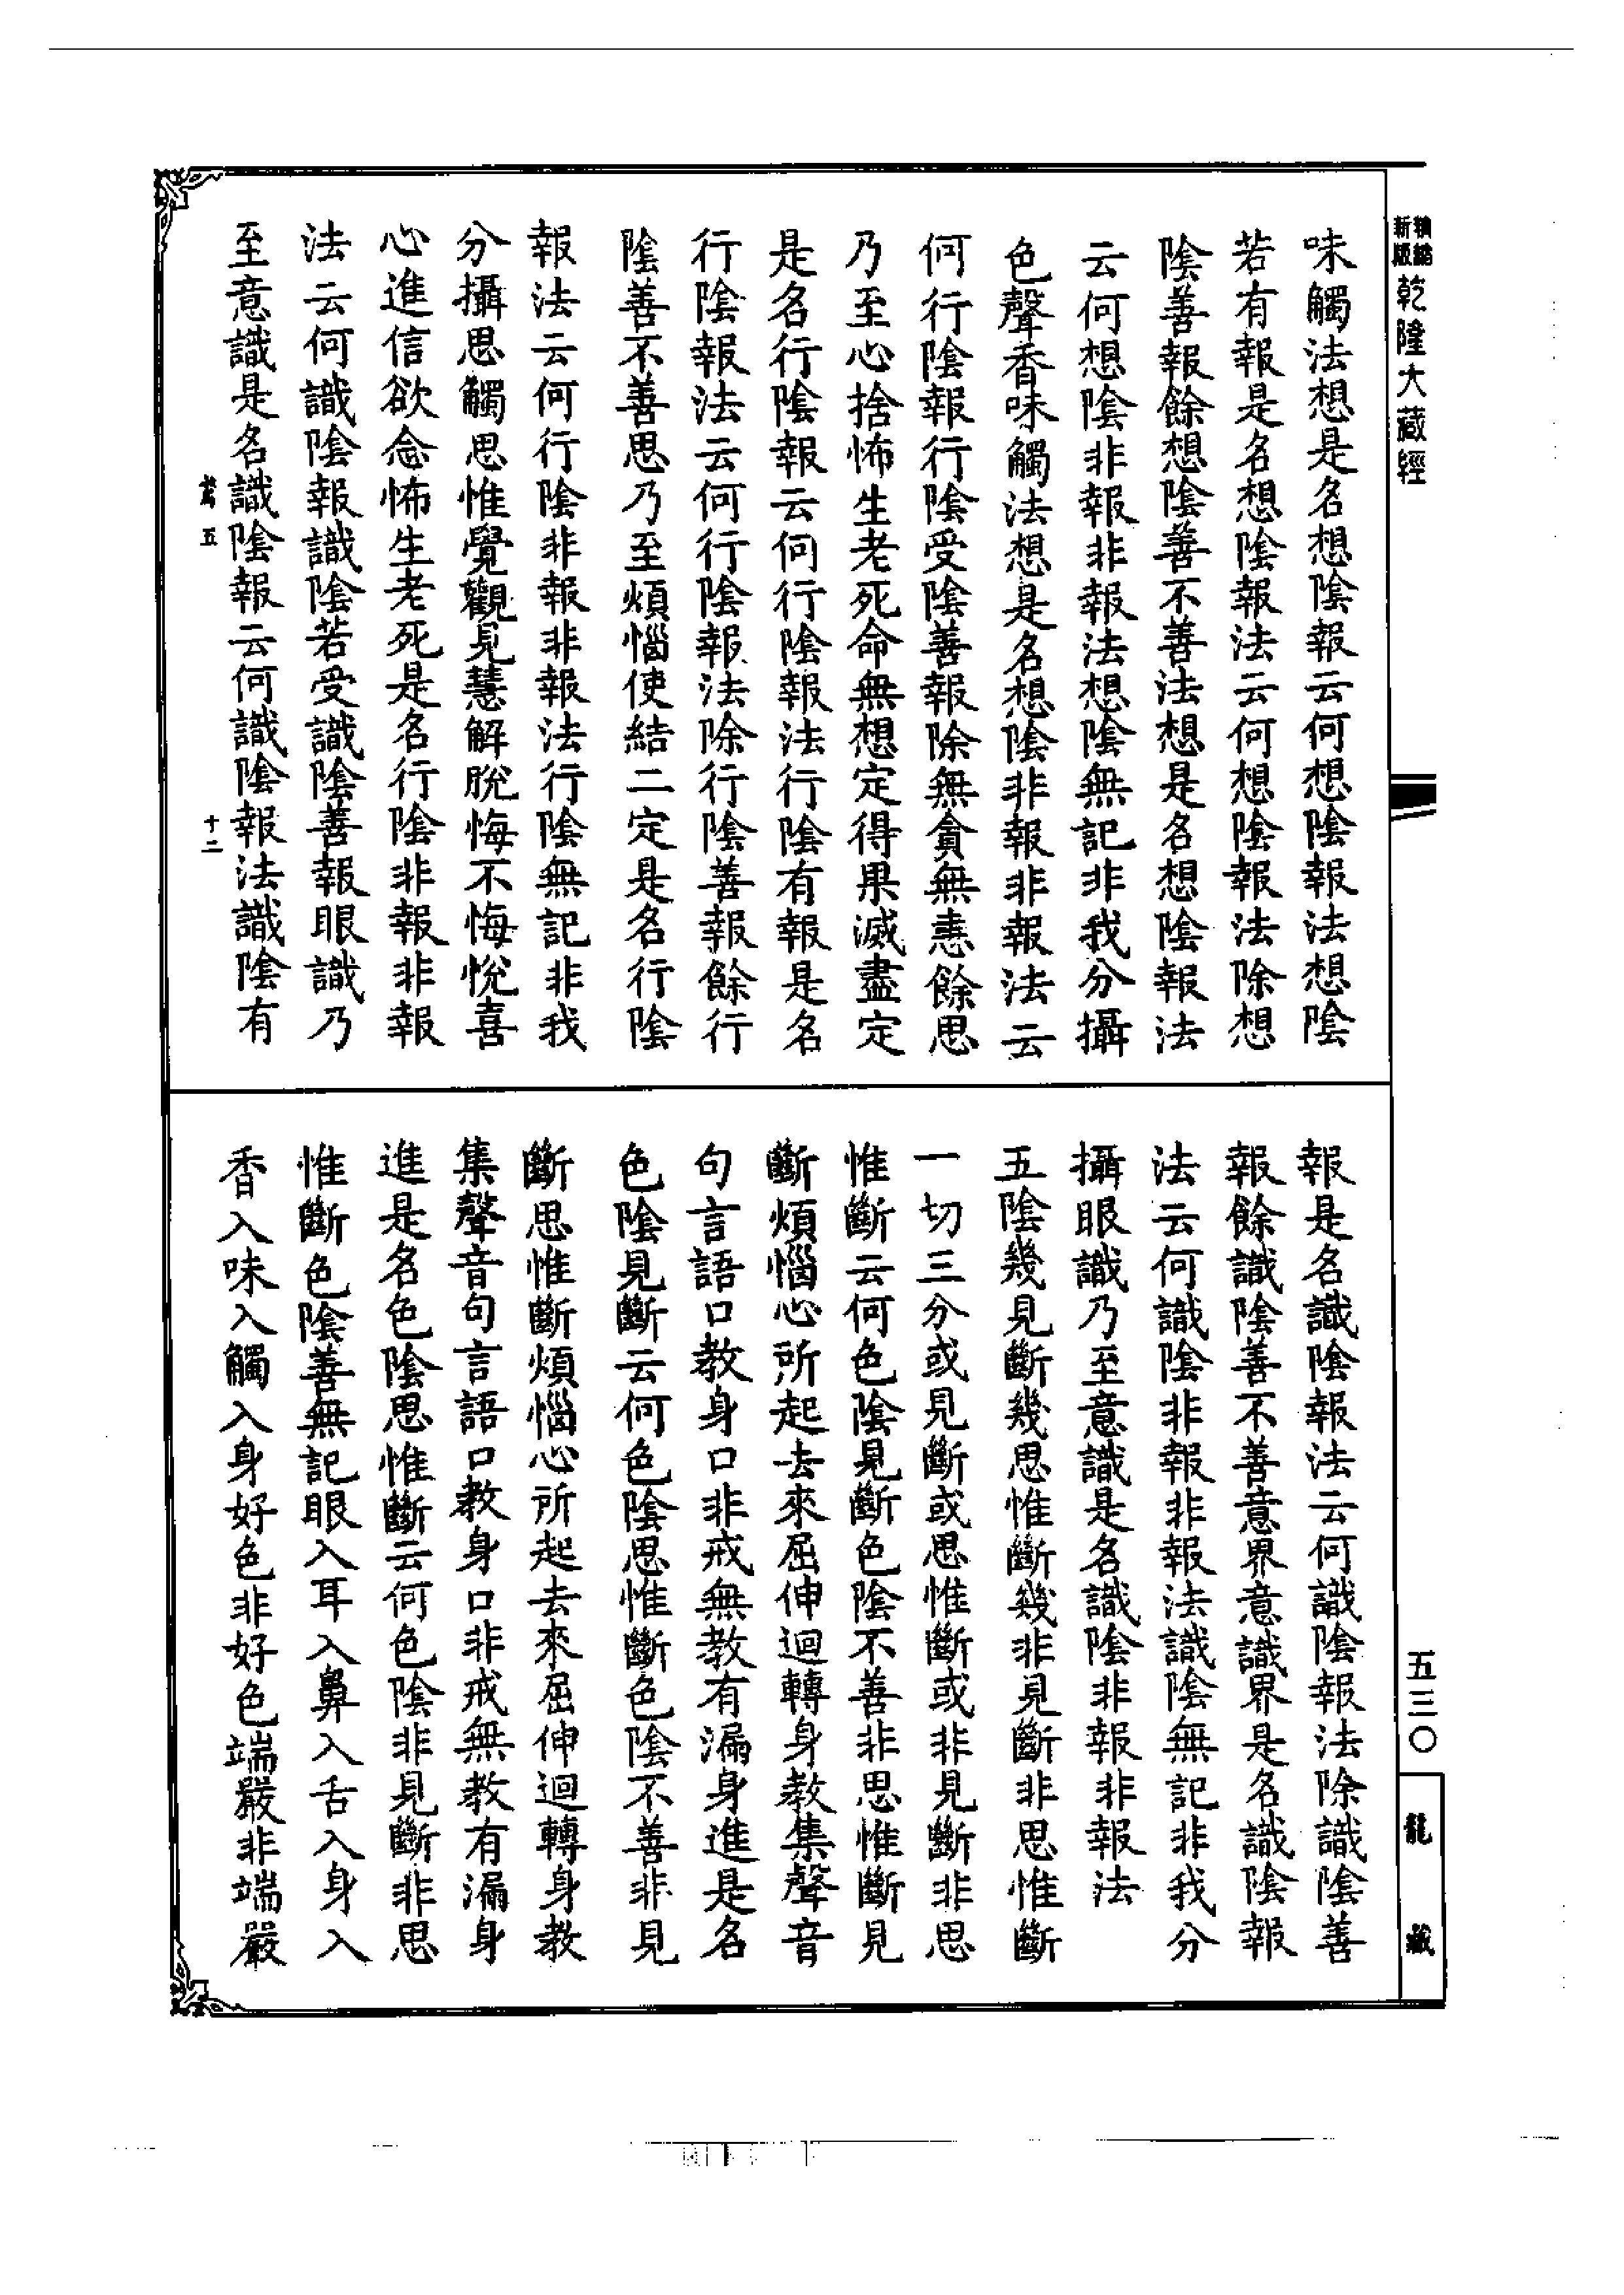 新版 精縮 乾隆大藏經
味觸法想是名想陰報云何想陰報法想陰
若有報是名想陰報法云何想陰報法除想
陰善報餘想陰善不善法想是名想陰報法
云何想陰非報非報法想陰無記非我分攝
色聲香味觸法想是名想陰非報非報法云
何行陰報行陰受陰善報除無貪無恚餘思
乃至心捨怖生老死命無想定得果滅盡定
是名行陰報云何行陰報法行陰有報是名
行陰報法云何行陰報法除行陰善報餘行
陰善不善思乃至煩惱使結二定是名行陰
報法云何行陰非報非報法行陰無記非我
分攝思觸思惟覺觀見慧解脫悔不悔悅喜
心進信欲念怖生老死是名行陰非報非報
法云何識陰報識陰若受識陰善報眼識乃
至意識是名識陰報云何識陰報法識陰有
五 十二
報是名識陰報法云何識陰報法除識陰善
報餘識陰善不善意界意識界是名識陰報
法云何識陰非報非報法識陰無記非我分
攝眼識乃至意識是名識陰非報非報法
五陰幾見斷幾思惟斷幾非見斷非思惟斷
一切三分或見斷或思惟斷或非見斷非思
惟斷云何色陰見斷色陰不善非思惟斷見
斷煩惱心所起去來屈伸迴轉身教集聲音
句言語口教身口非戒無教有漏身進是名
色陰見斷云何色陰思惟斷色陰不善非見
斷思惟斷煩惱心所起去來屈伸迴轉身教
集聲音句言語口教身口非戒無教有漏身
進是名色陰思惟斷云何色陰非見斷非思
惟斷色陰善無記眼入耳入鼻入舌入身入
香入味入觸入身好色非好色端嚴非端嚴
五三〇
龍藏